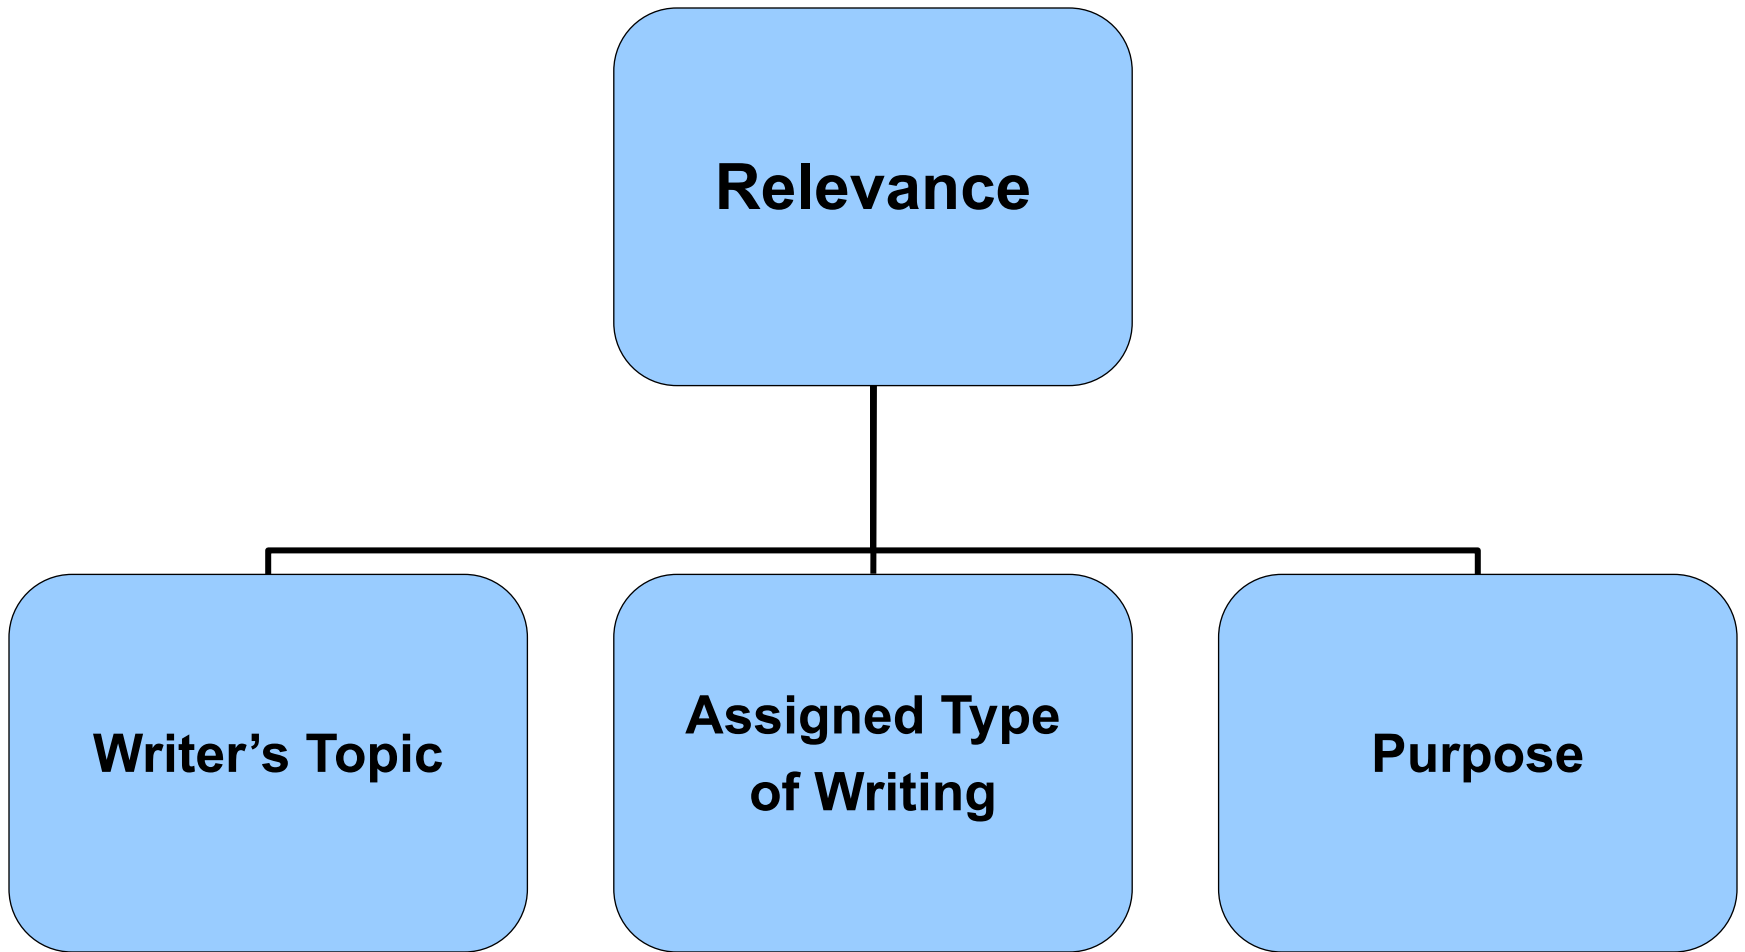 Relevance
Writer’s Topic
Assigned Type
of Writing
Purpose